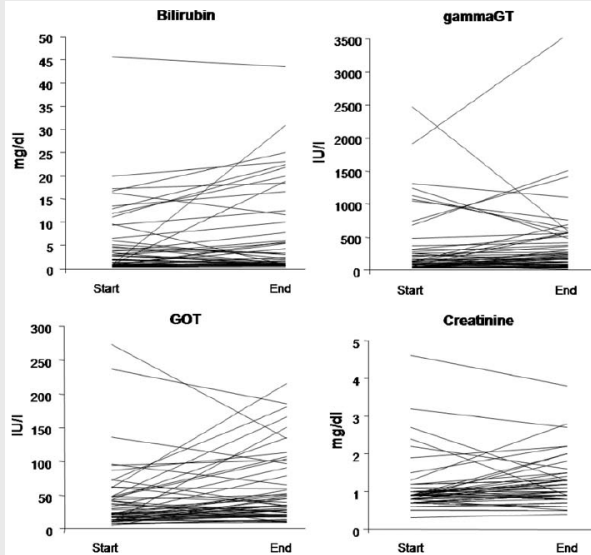 Bilirubin
50
45
40
35
30
25
20
15
10
5
0
mg/dl
Start
End
gammaGT
3500
3000
2500
2000
1500
1000
500
0
IU/l
Start
End
GOT
300
250
200
150
100
50
0
IU/l
Start
End
Creatinine
5
4
3
2
1
0
mg/dl
Start
End